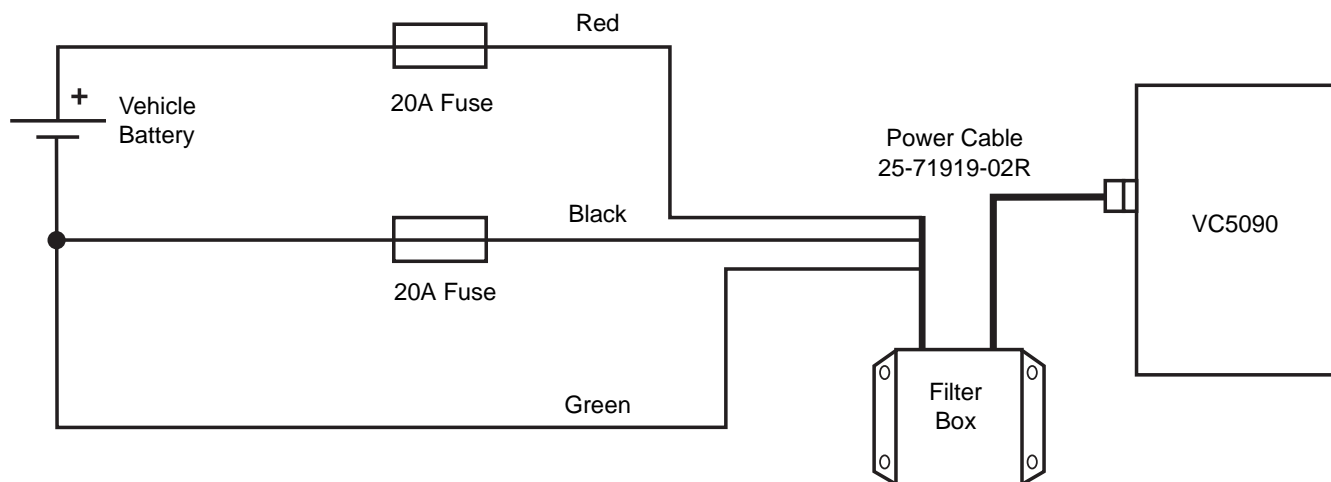 Red
+
Vehicle
Battery
20A Fuse
Power Cable
25-71919-02R
Black
VC5090
20A Fuse
Green
Filter
Box